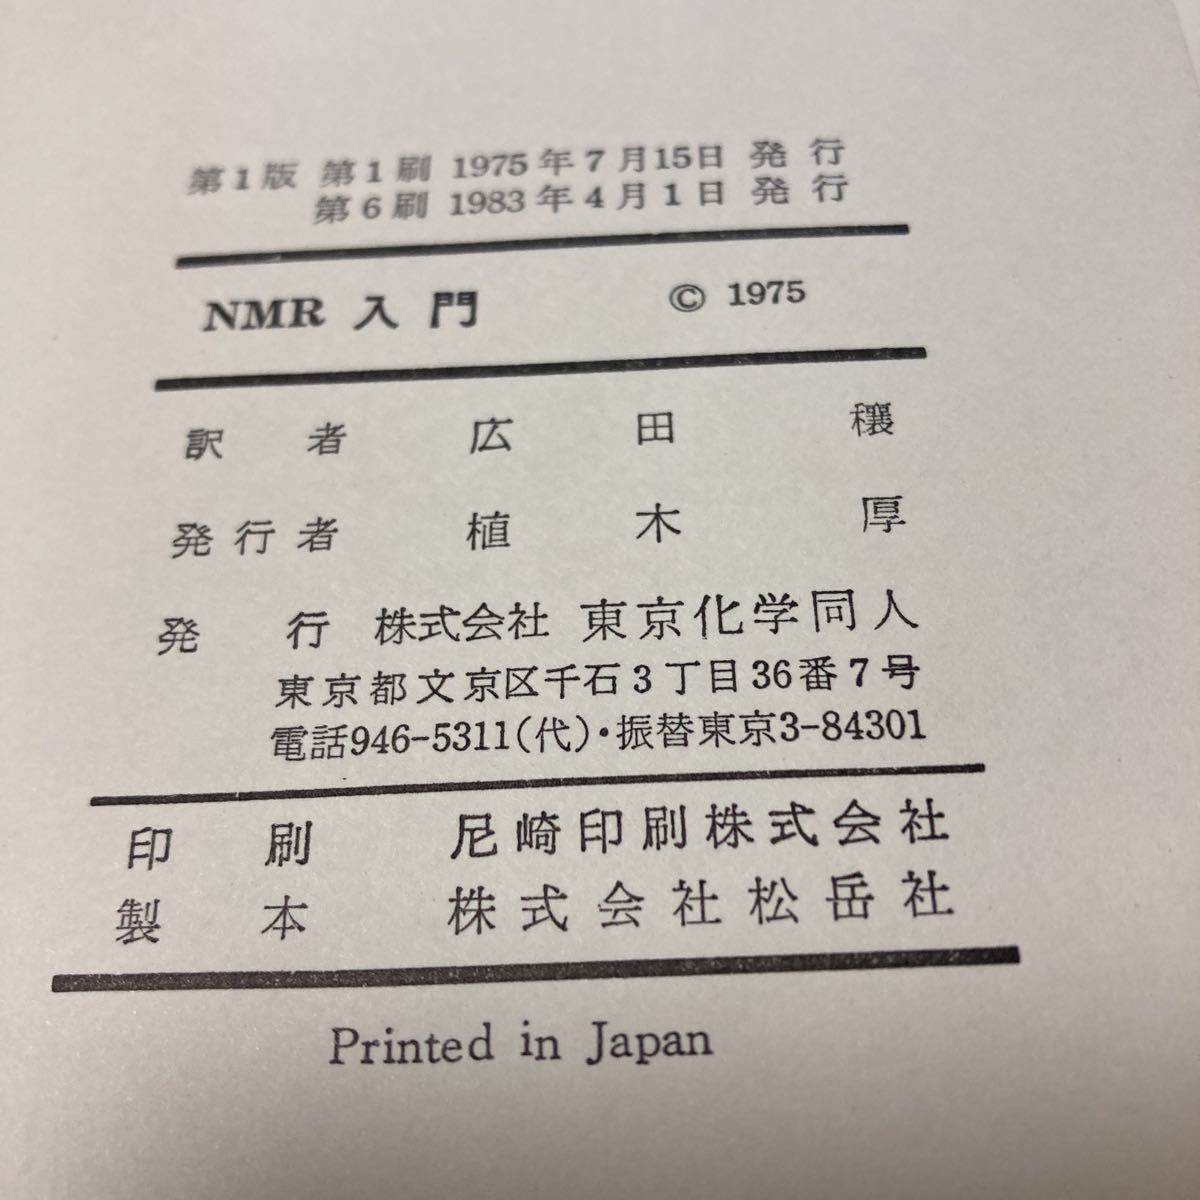 第1版 第1刷 1975年7月15日 発行
第6刷 1983年4月1日 発行
NMR 入門 © 1975
訳者 広田穰
発行者 植木厚
発行 株式会社 東京化学同人
東京都文京区千石3丁目36番7号
電話946-5311(代)・振替東京3-84301
印刷 尼崎印刷株式会社
製本 株式会社松岳社
Printed in Japan